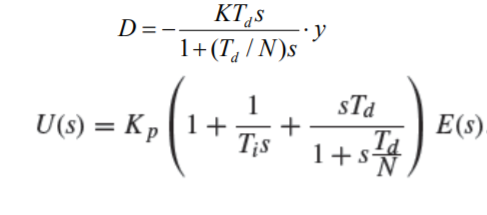 D = − KT_d s / (1 + (T_d / N)s) · y
U(s) = K_p (1 + 1 / (T_i s) + sT_d / (1 + s T_d / N)) E(s)